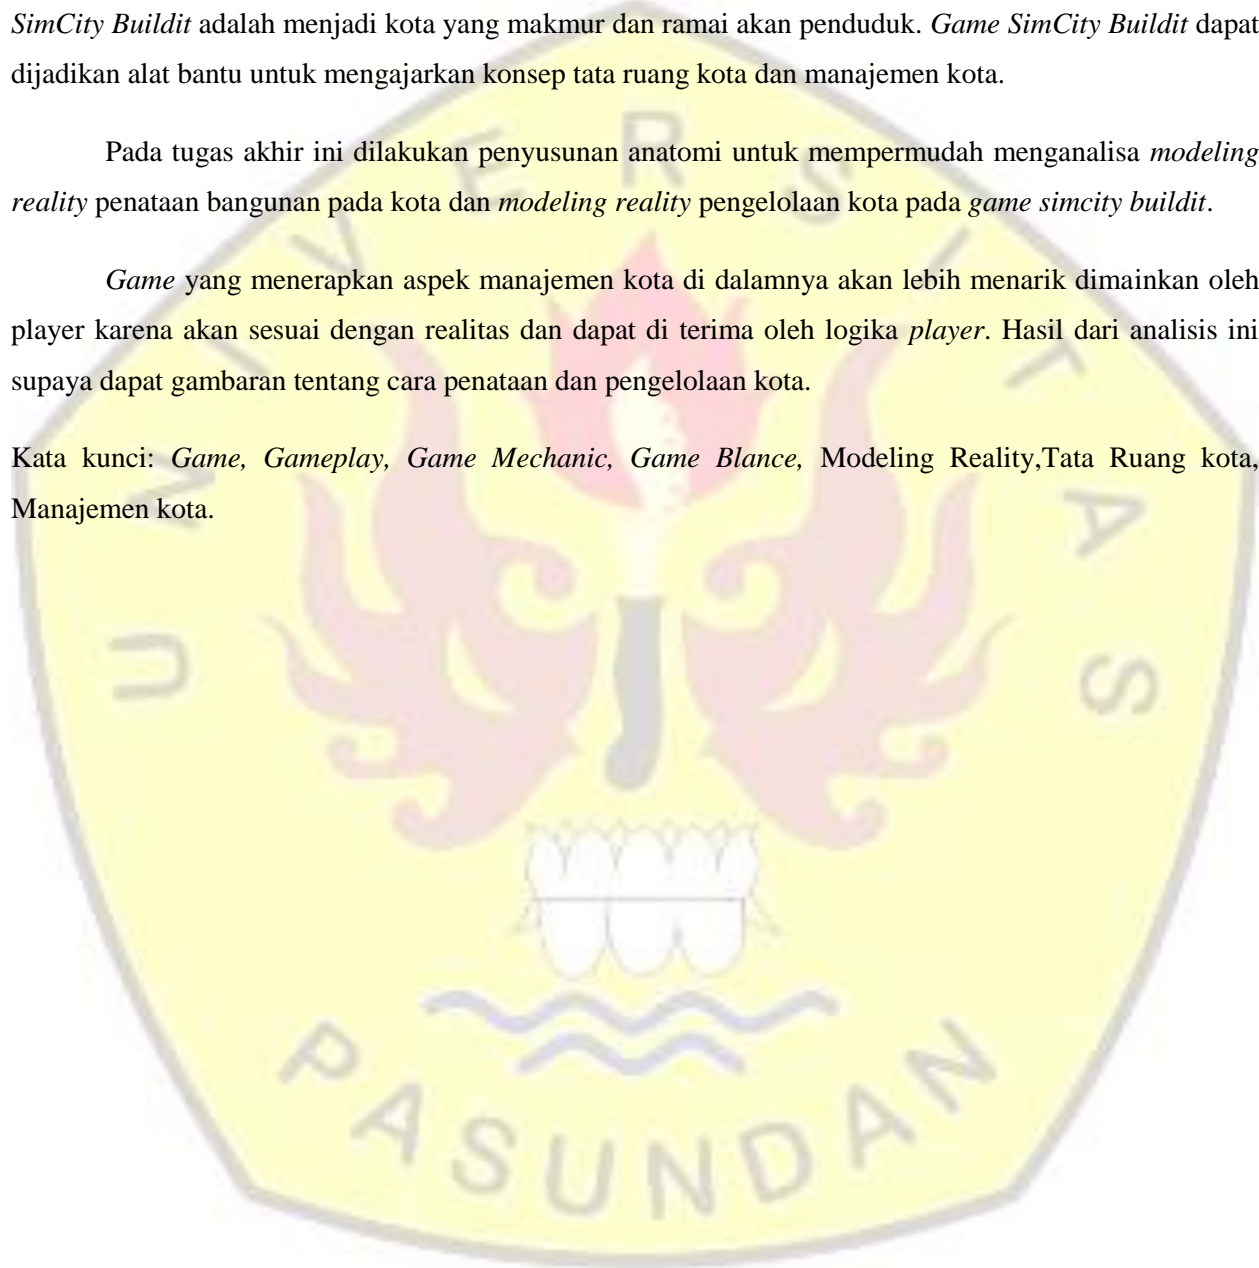 SimCity Buildit adalah menjadi kota yang makmur dan ramai akan penduduk. Game SimCity Buildit dapat
dijadikan alat bantu untuk mengajarkan konsep tata ruang kota dan manajemen kota.
Pada tugas akhir ini dilakukan penyusunan anatomi untuk mempermudah menganalisa modeling
reality penataan bangunan pada kota dan modeling reality pengelolaan kota pada game simcity buildit.
Game yang menerapkan aspek manajemen kota di dalamnya akan lebih menarik dimainkan oleh
player karena akan sesuai dengan realitas dan dapat di terima oleh logika player. Hasil dari analisis ini
supaya dapat gambaran tentang cara penataan dan pengelolaan kota.
Kata kunci: Game, Gameplay, Game Mechanic, Game Blance, Modeling Reality,Tata Ruang kota,
Manajemen kota.
UNIVERSITAS
PASUNDAN